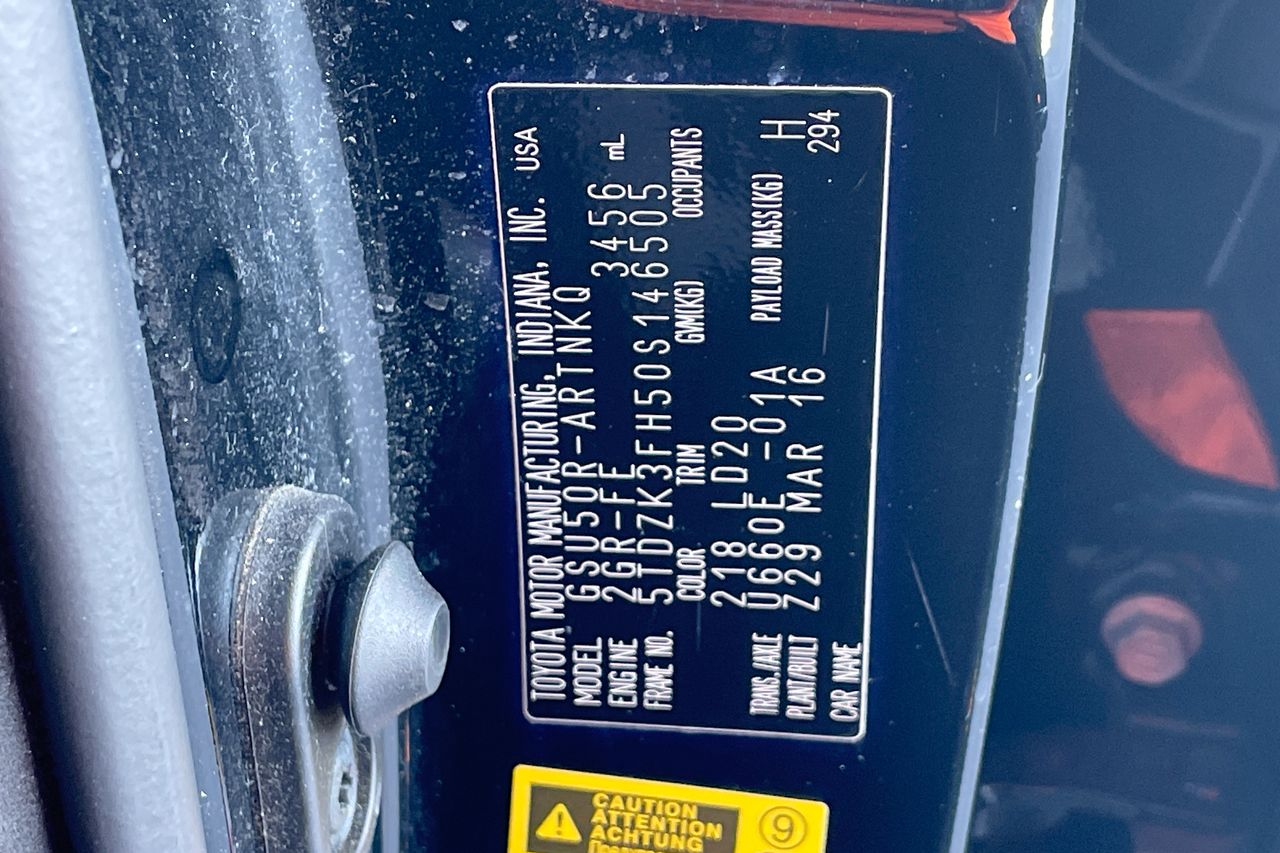 TOYOTA MOTOR MANUFACTURING, INDIANA, INC. USA
MODEL GSU50R-ARTNKQ
ENGINE 2GR-FE 3456 mL
FRAME NO. 5TDZK3FH50S146505
COLOR TRIM GVM(KG) OCCUPANTS
218 LD20
TRANS./AXLE U660E -01A PAYLOAD MASS(KG) H
PLANT/BUILT Z29 MAR 16 294
CAR NAME
CAUTION
ATTENTION
ACHTUNG
9